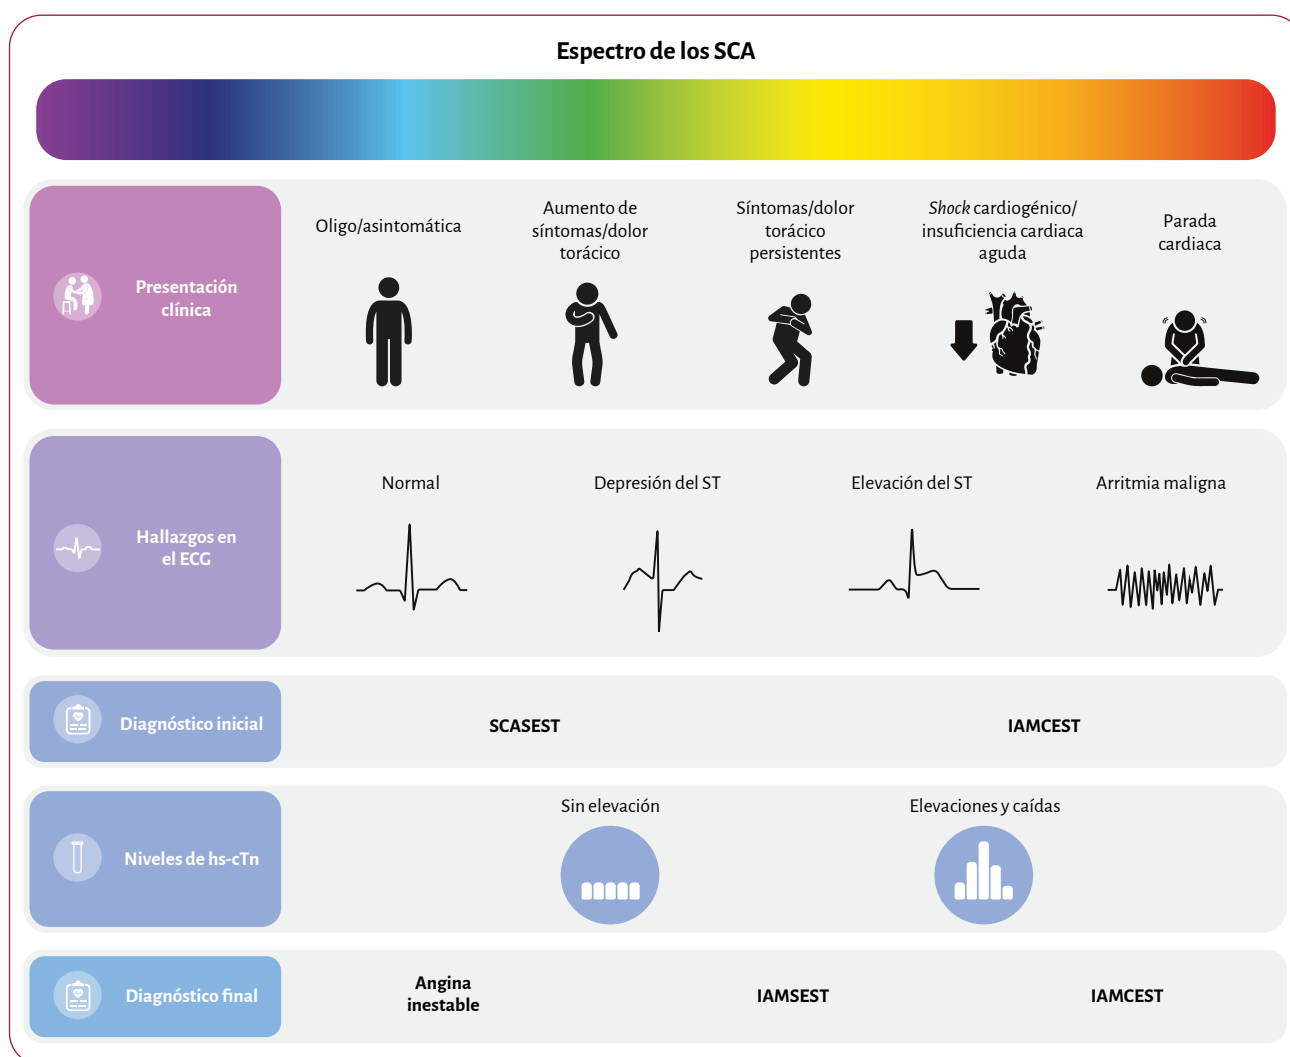 Espectro de los SCA
Presentación
clínica
Oligo/asintomática
Aumento de
síntomas/dolor
torácico
Síntomas/dolor
torácico
persistentes
Shock cardiogénico/
insuficiencia cardiaca
aguda
Parada
cardiaca
Hallazgos en
el ECG
Normal
Depresión del ST
Elevación del ST
Arritmia maligna
Diagnóstico inicial
SCASEST
IAMCEST
Niveles de hs-cTn
Sin elevación
Elevaciones y caídas
Diagnóstico final
Angina
inestable
IAMSEST
IAMCEST